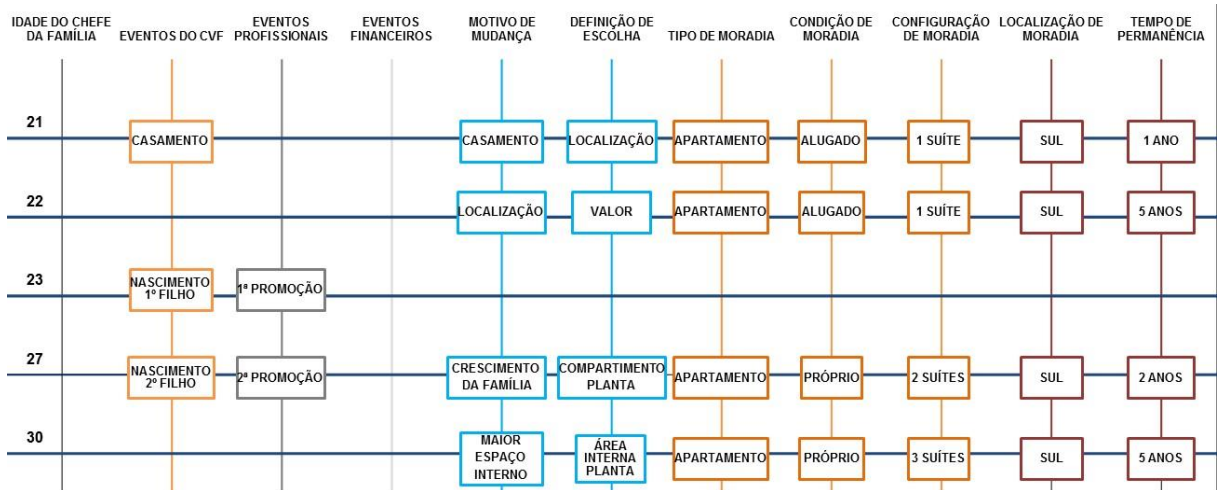 IDADE DO CHEFE
DA FAMÍLIA
EVENTOS DO CVF
EVENTOS
PROFISSIONAIS
EVENTOS
FINANCEIROS
MOTIVO DE
MUDANÇA
DEFINIÇÃO DE
ESCOLHA
TIPO DE MORADIA
CONDIÇÃO DE
MORADIA
CONFIGURAÇÃO
DE MORADIA
LOCALIZAÇÃO DE
MORADIA
TEMPO DE
PERMANÊNCIA
21
CASAMENTO
CASAMENTO
LOCALIZAÇÃO
APARTAMENTO
ALUGADO
1 SUÍTE
SUL
1 ANO
22
LOCALIZAÇÃO
VALOR
APARTAMENTO
ALUGADO
1 SUÍTE
SUL
5 ANOS
23
NASCIMENTO
1º FILHO
1ª PROMOÇÃO
27
NASCIMENTO
2º FILHO
2ª PROMOÇÃO
CRESCIMENTO
DA FAMÍLIA
COMPARTIMENTO
PLANTA
APARTAMENTO
PRÓPRIO
2 SUÍTES
SUL
2 ANOS
30
MAIOR
ESPAÇO
INTERNO
ÁREA
INTERNA
PLANTA
APARTAMENTO
PRÓPRIO
3 SUÍTES
SUL
5 ANOS